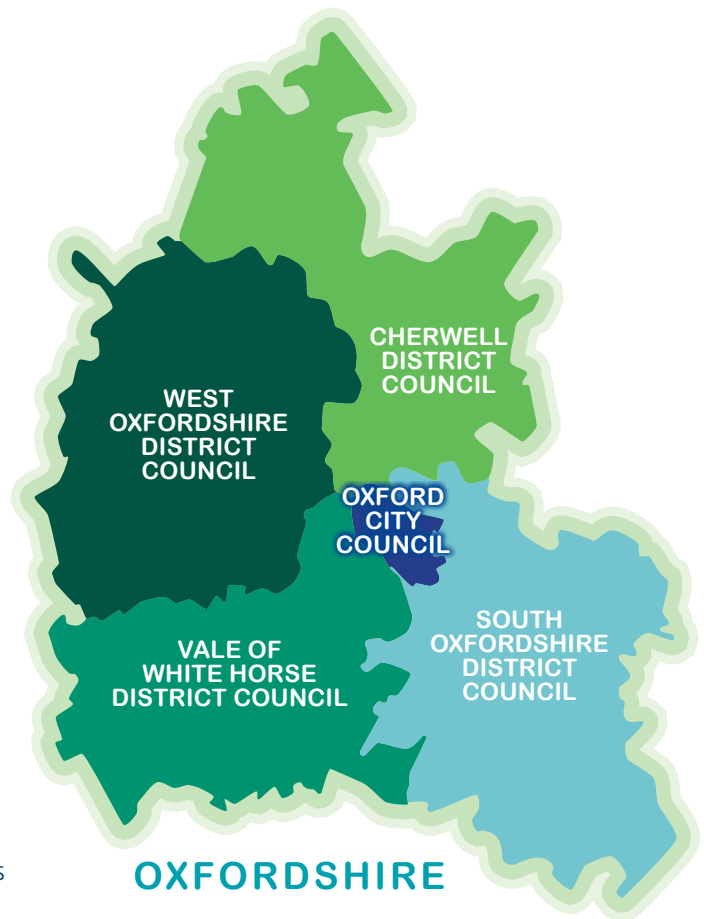 CHERWELL
DISTRICT
COUNCIL
WEST
OXFORDSHIRE
DISTRICT
COUNCIL
OXFORD
CITY
COUNCIL
SOUTH
OXFORDSHIRE
DISTRICT
COUNCIL
VALE OF
WHITE HORSE
DISTRICT COUNCIL
OXFORDSHIRE